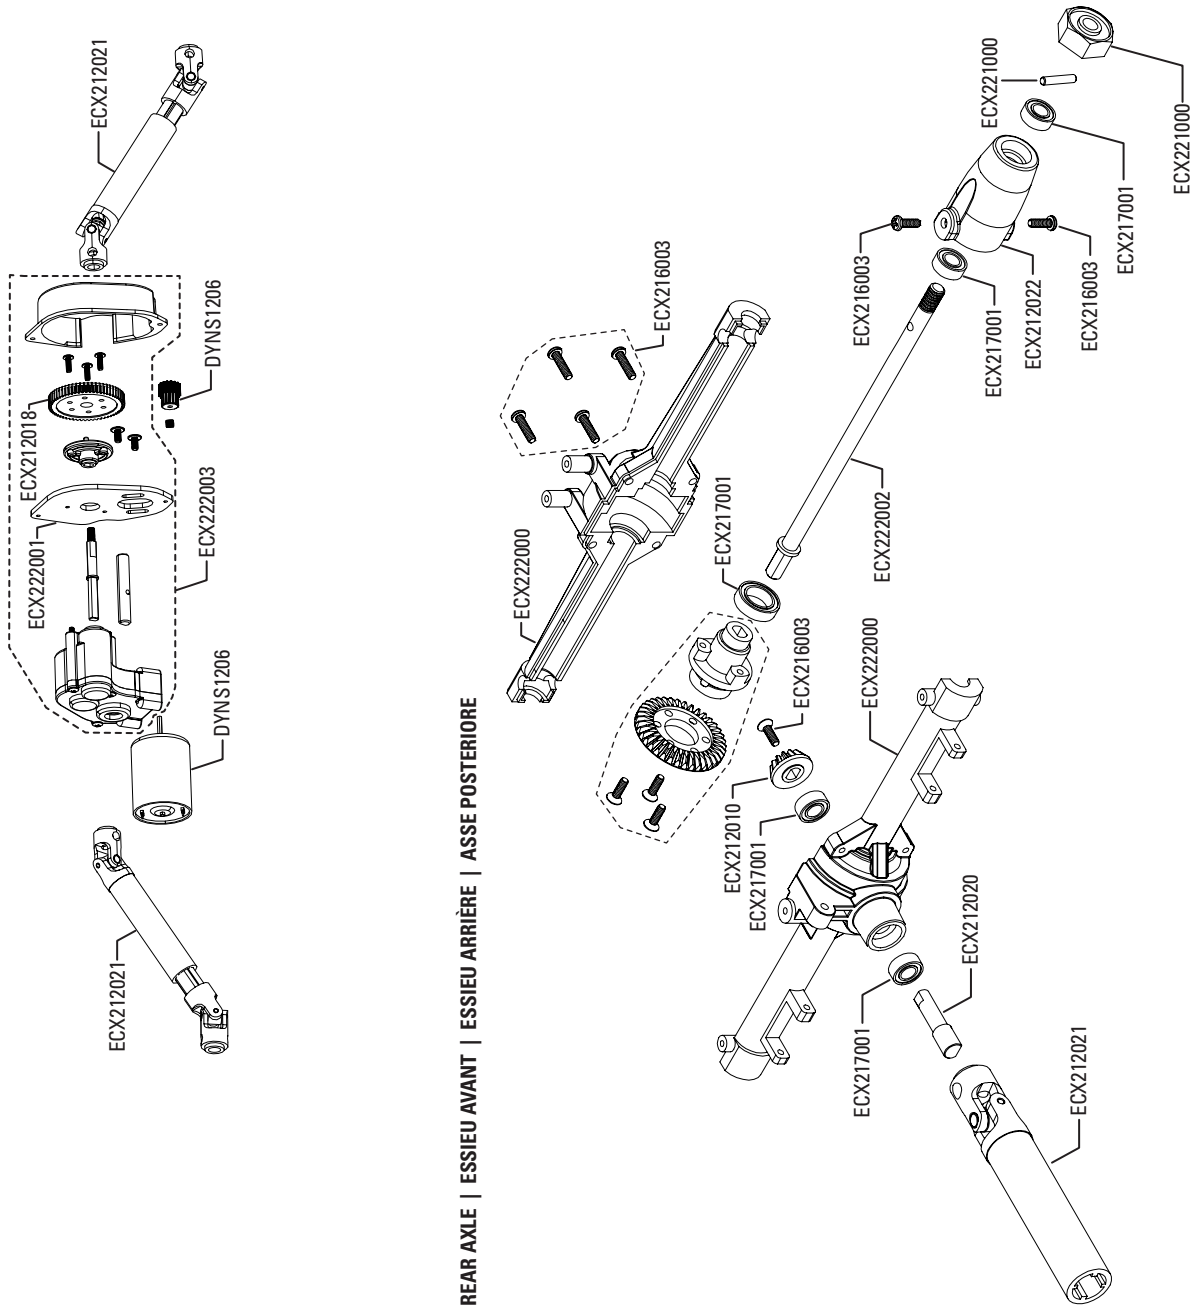 ECX212021
DYNS1206
ECX212018
ECX222003
ECX222001
DYNS1206
ECX212021
REAR AXLE | ESSIEU AVANT | ESSIEU ARRIÈRE | ASSE POSTERIORE
ECX221000
ECX221000
ECX217001
ECX216003
ECX216003
ECX212022
ECX217001
ECX216003
ECX222002
ECX217001
ECX222000
ECX216003
ECX222000
ECX212010
ECX217001
ECX212020
ECX217001
ECX212021